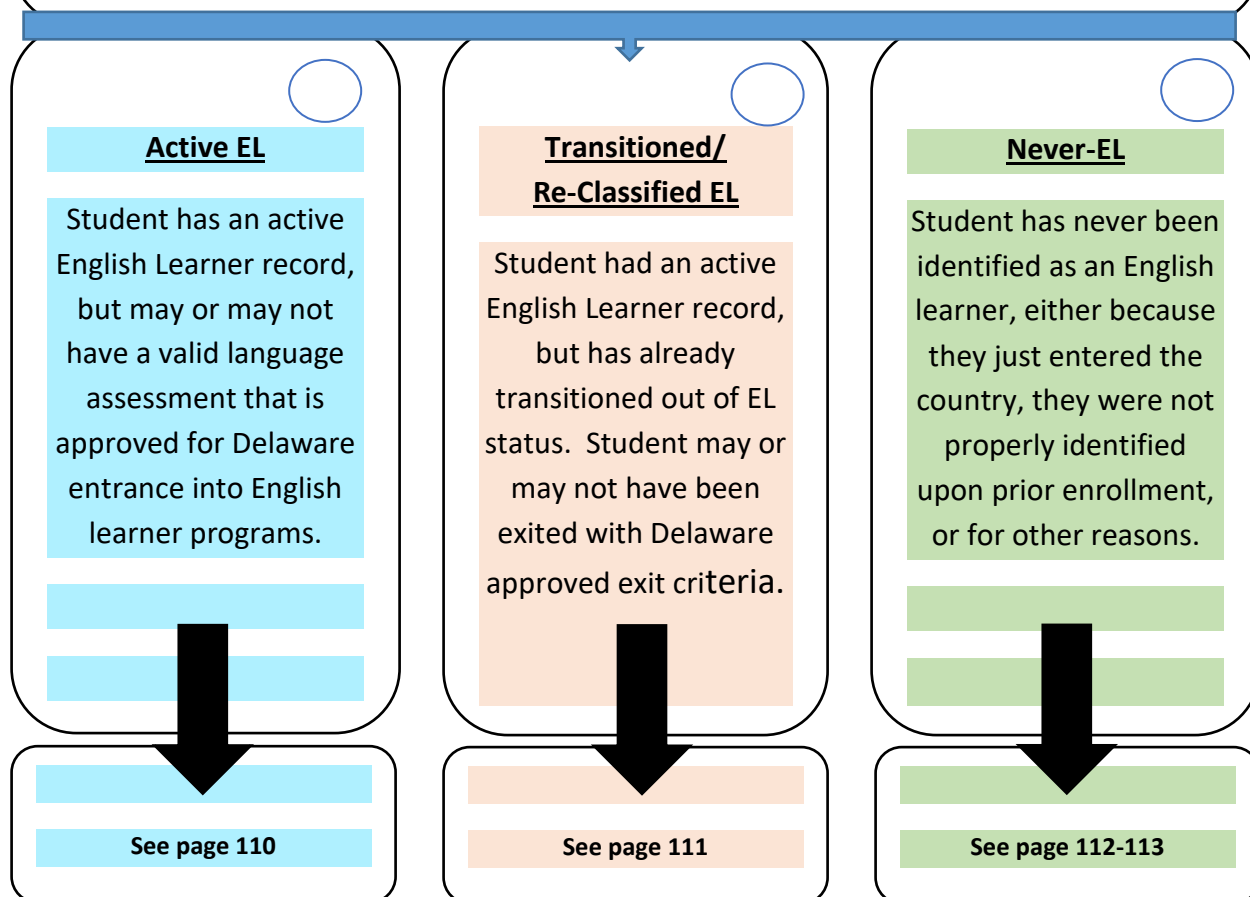 Active EL
Student has an active
English Learner record,
but may or may not
have a valid language
assessment that is
approved for Delaware
entrance into English
learner programs.
See page 110
Transitioned/
Re-Classified EL
Student had an active
English Learner record,
but has already
transitioned out of EL
status. Student may or
may not have been
exited with Delaware
approved exit criteria.
See page 111
Never-EL
Student has never been
identified as an English
learner, either because
they just entered the
country, they were not
properly identified
upon prior enrollment,
or for other reasons.
See page 112-113